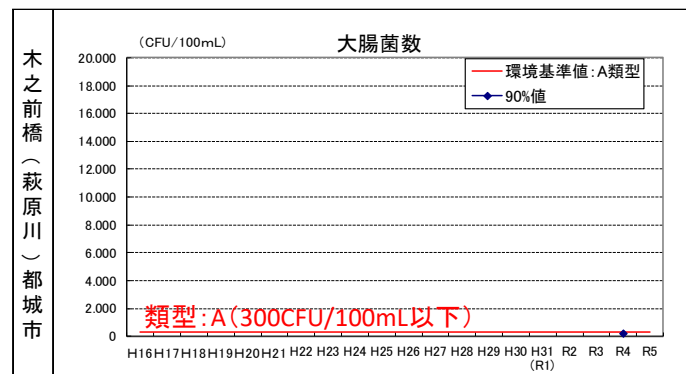 木之前橋（萩原川）都城市
（CFU/100mL）
大腸菌数
環境基準値：A類型
90%値
20.000
18.000
16.000
14.000
12.000
10.000
8.000
6.000
4.000
2.000
0
類型：A（300CFU/100mL以下）
H16 H17 H18 H19 H20 H21 H22 H23 H24 H25 H26 H27 H28 H29 H30 H31 R2 R3 R4 R5
（R1）